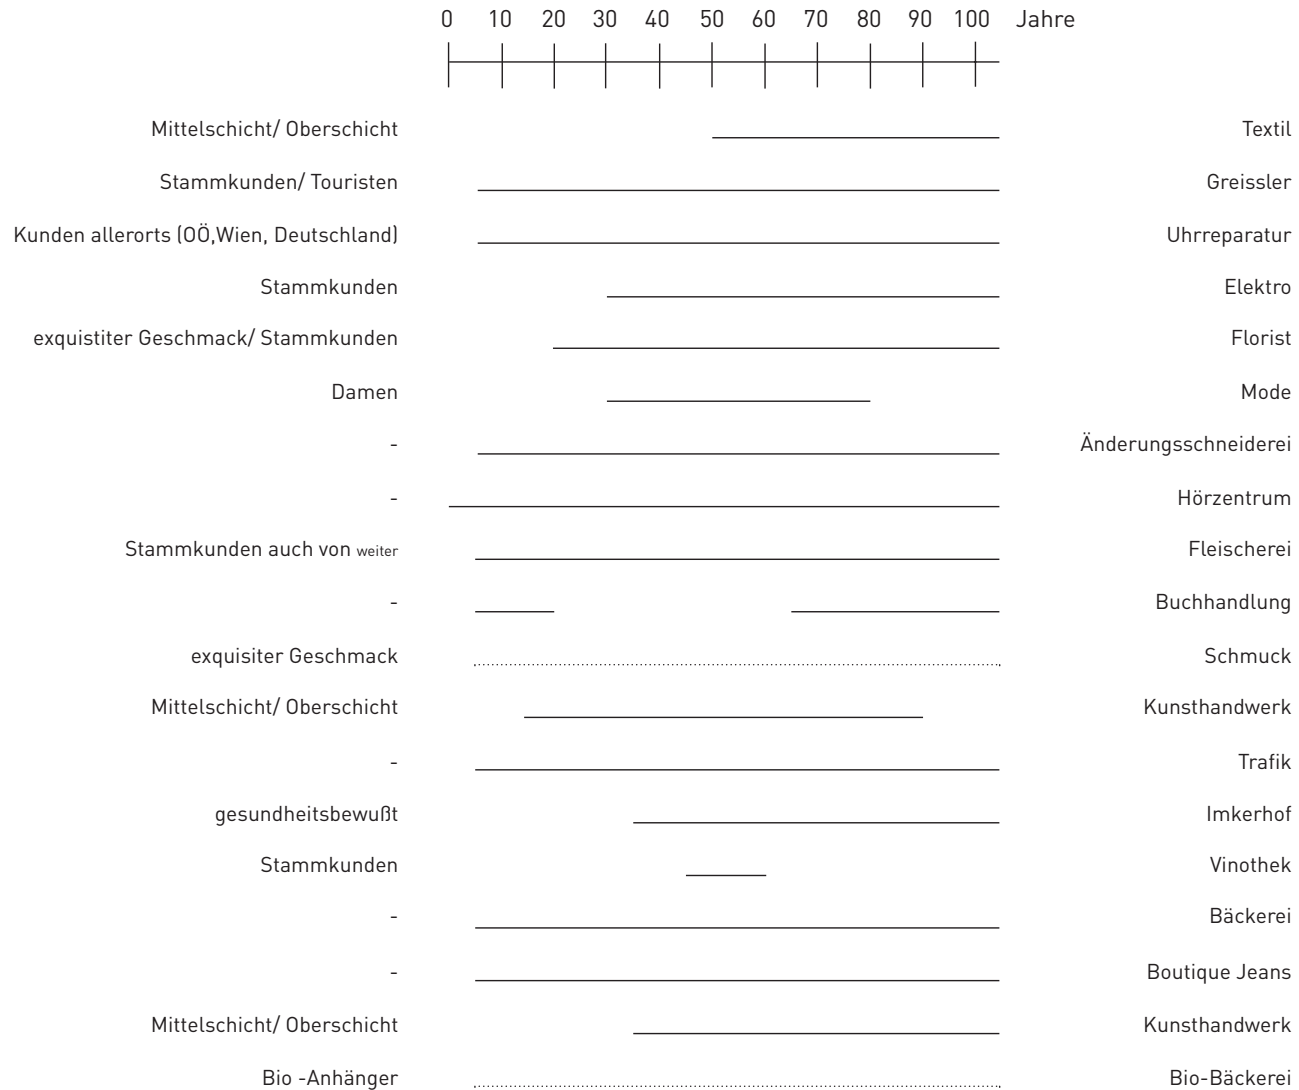 0 10 20 30 40 50 60 70 80 90 100 Jahre
Mittelschicht/ Oberschicht Textil
Stammkunden/ Touristen Greissler
Kunden allerorts (OÖ,Wien, Deutschland) Uhrreparatur
Stammkunden Elektro
exquistiter Geschmack/ Stammkunden Florist
Damen Mode
- Änderungsschneiderei
- Hörzentrum
Stammkunden auch von weiter Fleischerei
- Buchhandlung
exquisiter Geschmack Schmuck
Mittelschicht/ Oberschicht Kunsthandwerk
- Trafik
gesundheitsbewußt Imkerhof
Stammkunden Vinothek
- Bäckerei
- Boutique Jeans
Mittelschicht/ Oberschicht Kunsthandwerk
Bio -Anhänger Bio-Bäckerei